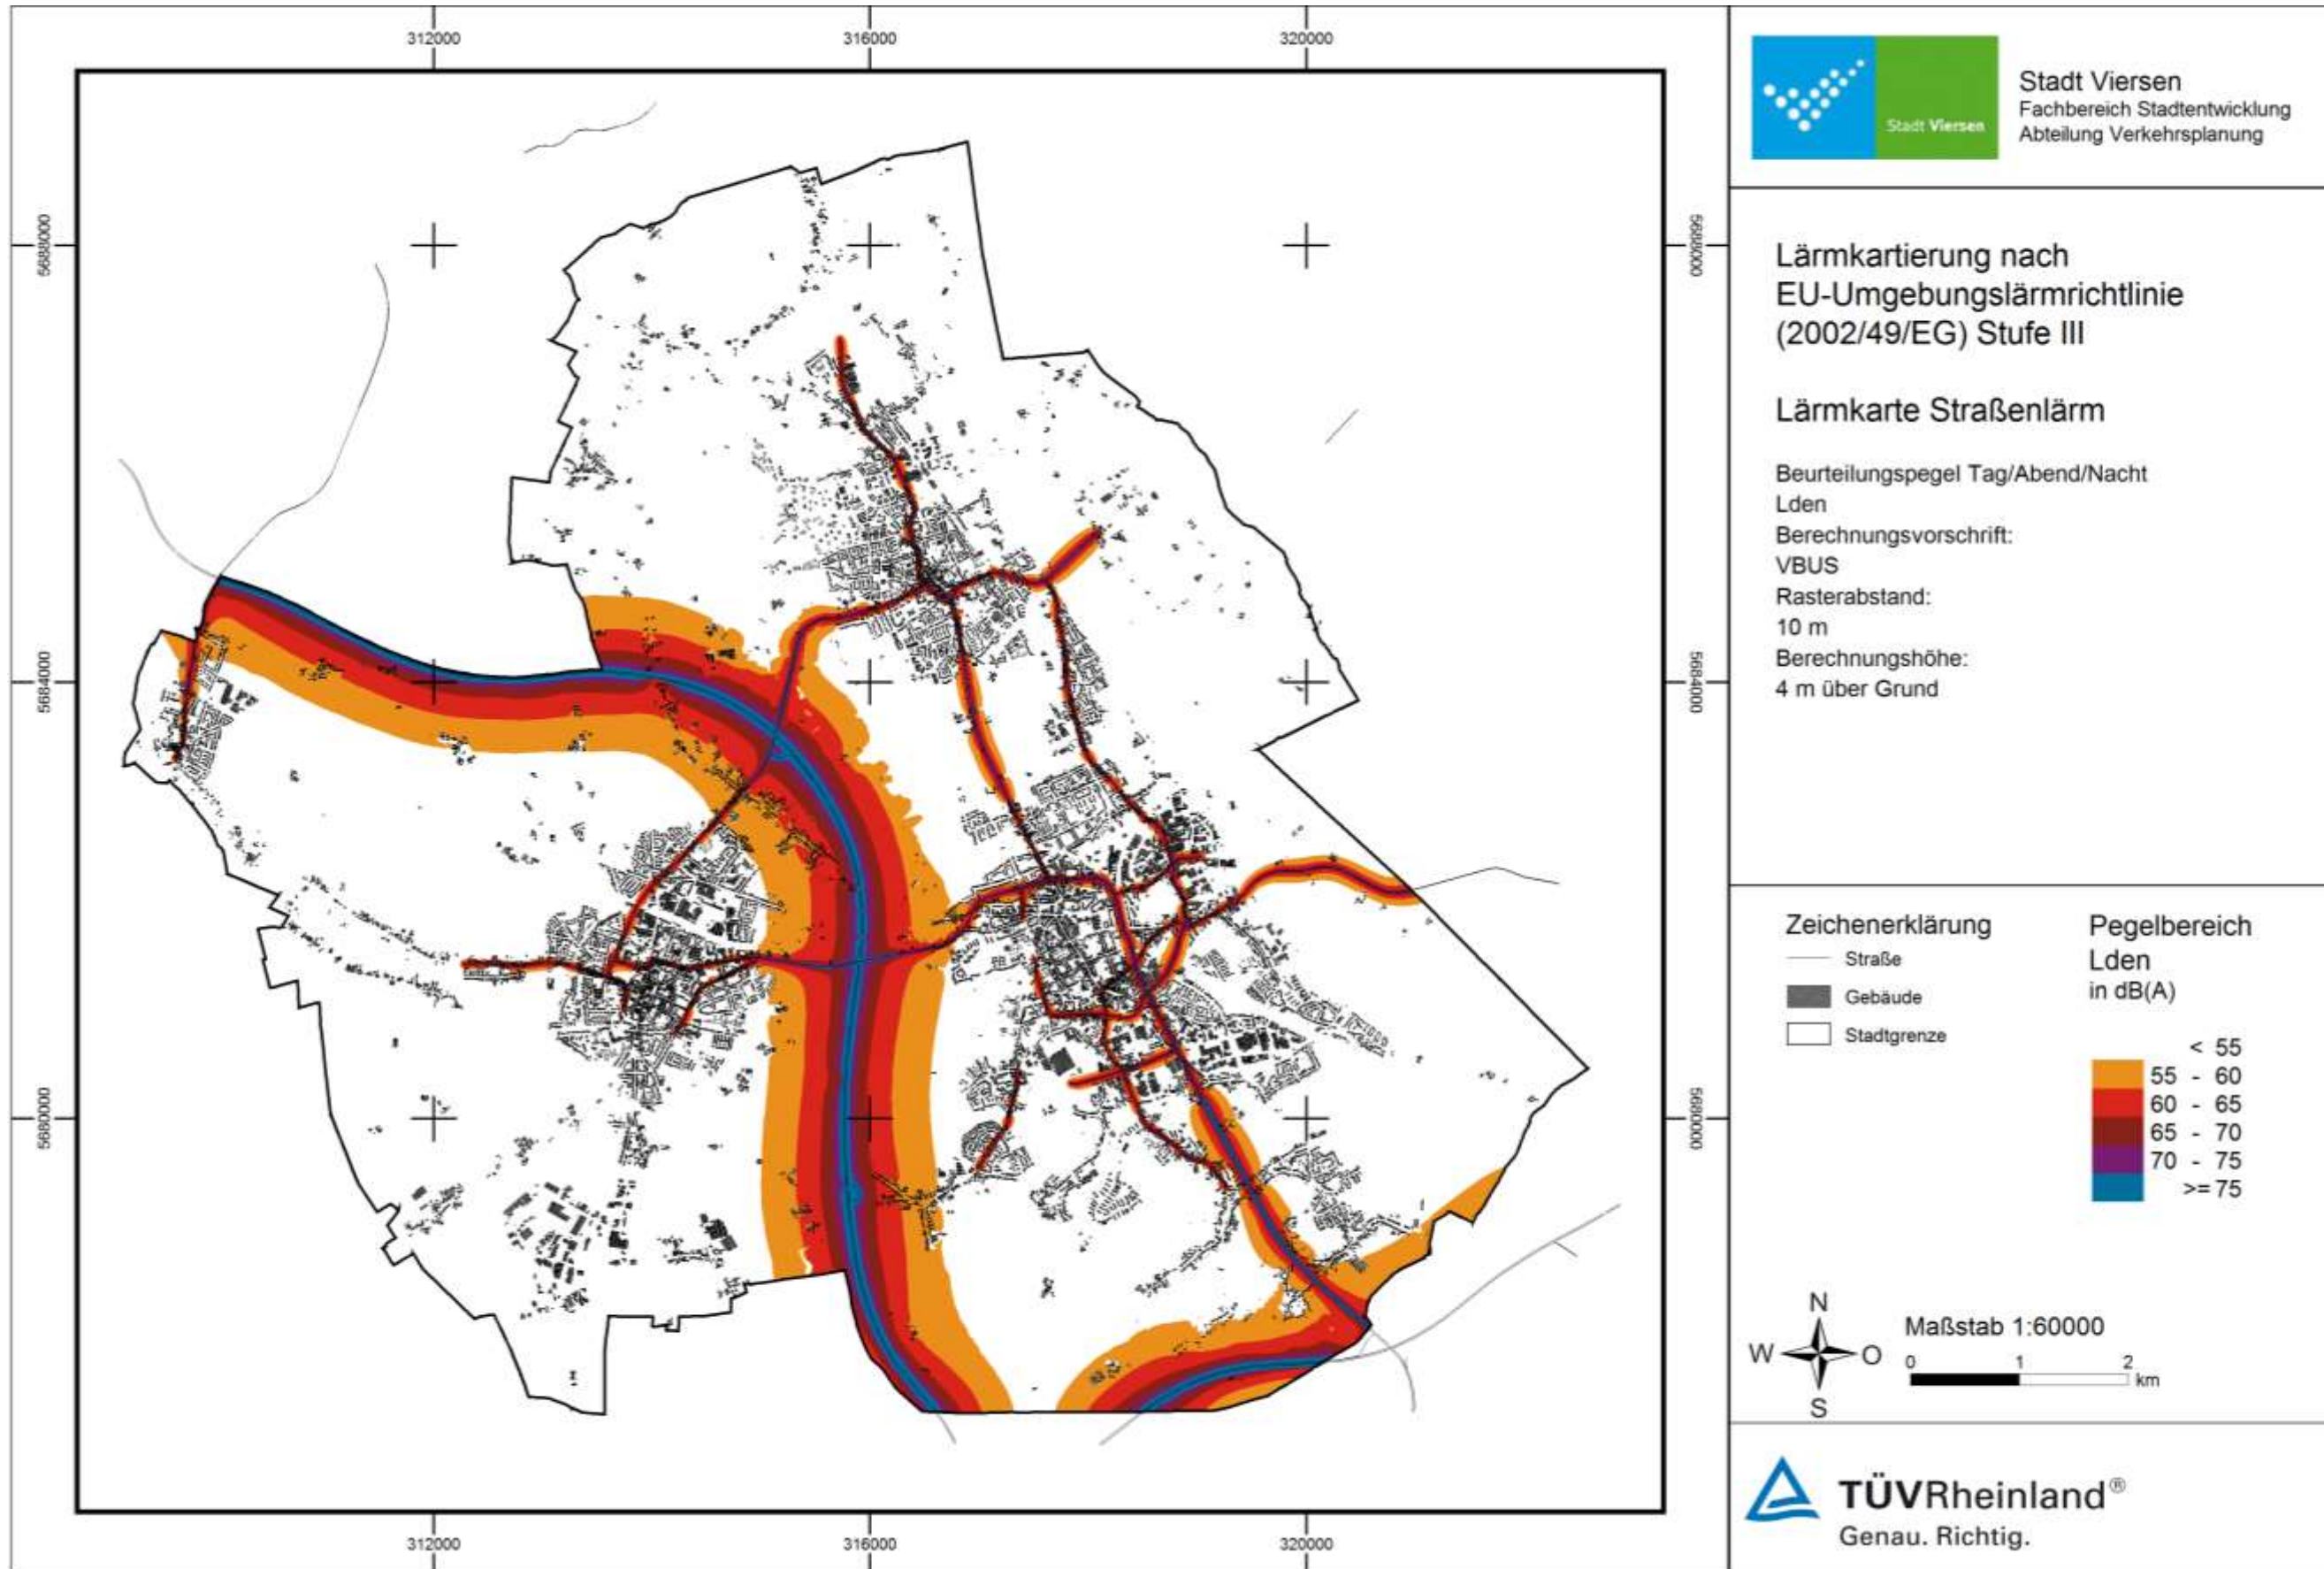 312000
316000
320000
5688000
5688000
5684000
5684000
5680000
5680000
312000
316000
320000
Stadt Viersen
Stadt Viersen
Fachbereich Stadtentwicklung
Abteilung Verkehrsplanung
Lärmkartierung nach
EU-Umgebungslärmrichtlinie
(2002/49/EG) Stufe III
Lärmkarte Straßenlärm
Beurteilungspegel Tag/Abend/Nacht
Lden
Berechnungsvorschrift:
VBUS
Rasterabstand:
10 m
Berechnungshöhe:
4 m über Grund
Zeichenerklärung
Straße
Gebäude
Stadtgrenze
Pegelbereich
Lden
in dB(A)
< 55
55 - 60
60 - 65
65 - 70
70 - 75
>= 75
N
W O
S
Maßstab 1:60000
0 1 2
km
TÜVRheinland®
Genau. Richtig.